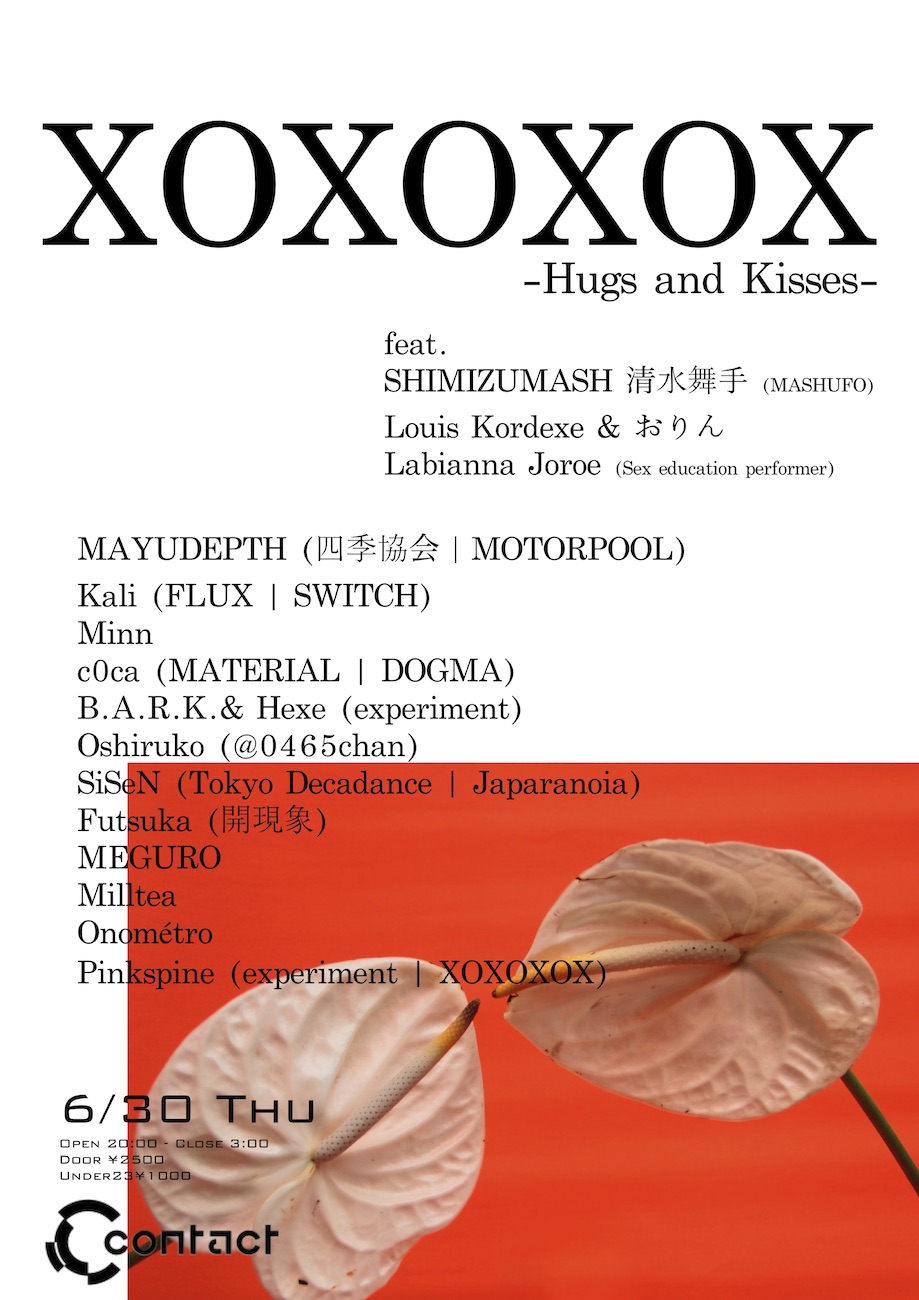 XOXOXOX
-Hugs and Kisses-
feat.
SHIMIZUMASH 清水舞手 (MASHUFO)
Louis Kordexe & おりん
Labianna Joroe (Sex education performer)
MAYUDEPTH (四季協会 | MOTORPOOL)
Kali (FLUX | SWITCH)
Minn
c0ca (MATERIAL | DOGMA)
B.A.R.K.& Hexe (experiment)
Oshiruko (@0465chan)
SiSeN (Tokyo Decadance | Japaranoia)
Futsuka (開現象)
MEGURO
Milltea
Onométro
Pinkspine (experiment | XOXOXOX)
6/30 Thu
Open 20:00 - Close 3:00
Door ¥2500
Under23¥1000
contact